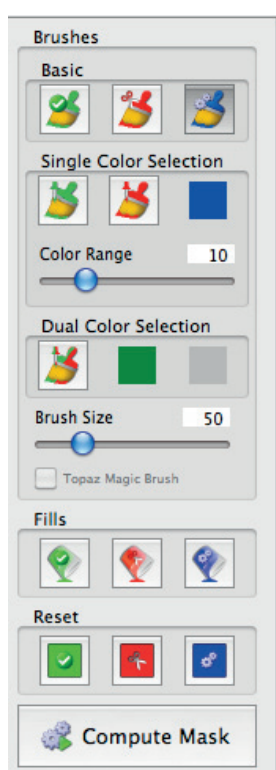 Brushes
Basic
Single Color Selection
Color Range 10
Dual Color Selection
Brush Size 50
Topaz Magic Brush
Fills
Reset
Compute Mask